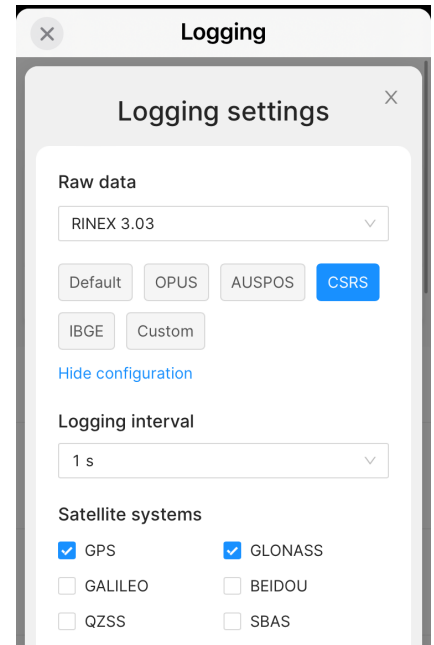 Logging
Logging settings
Raw data
RINEX 3.03
Default OPUS AUSPOS CSRS
IBGE Custom
Hide configuration
Logging interval
1 s
Satellite systems
GPS GLONASS
GALILEO BEIDOU
QZSS SBAS